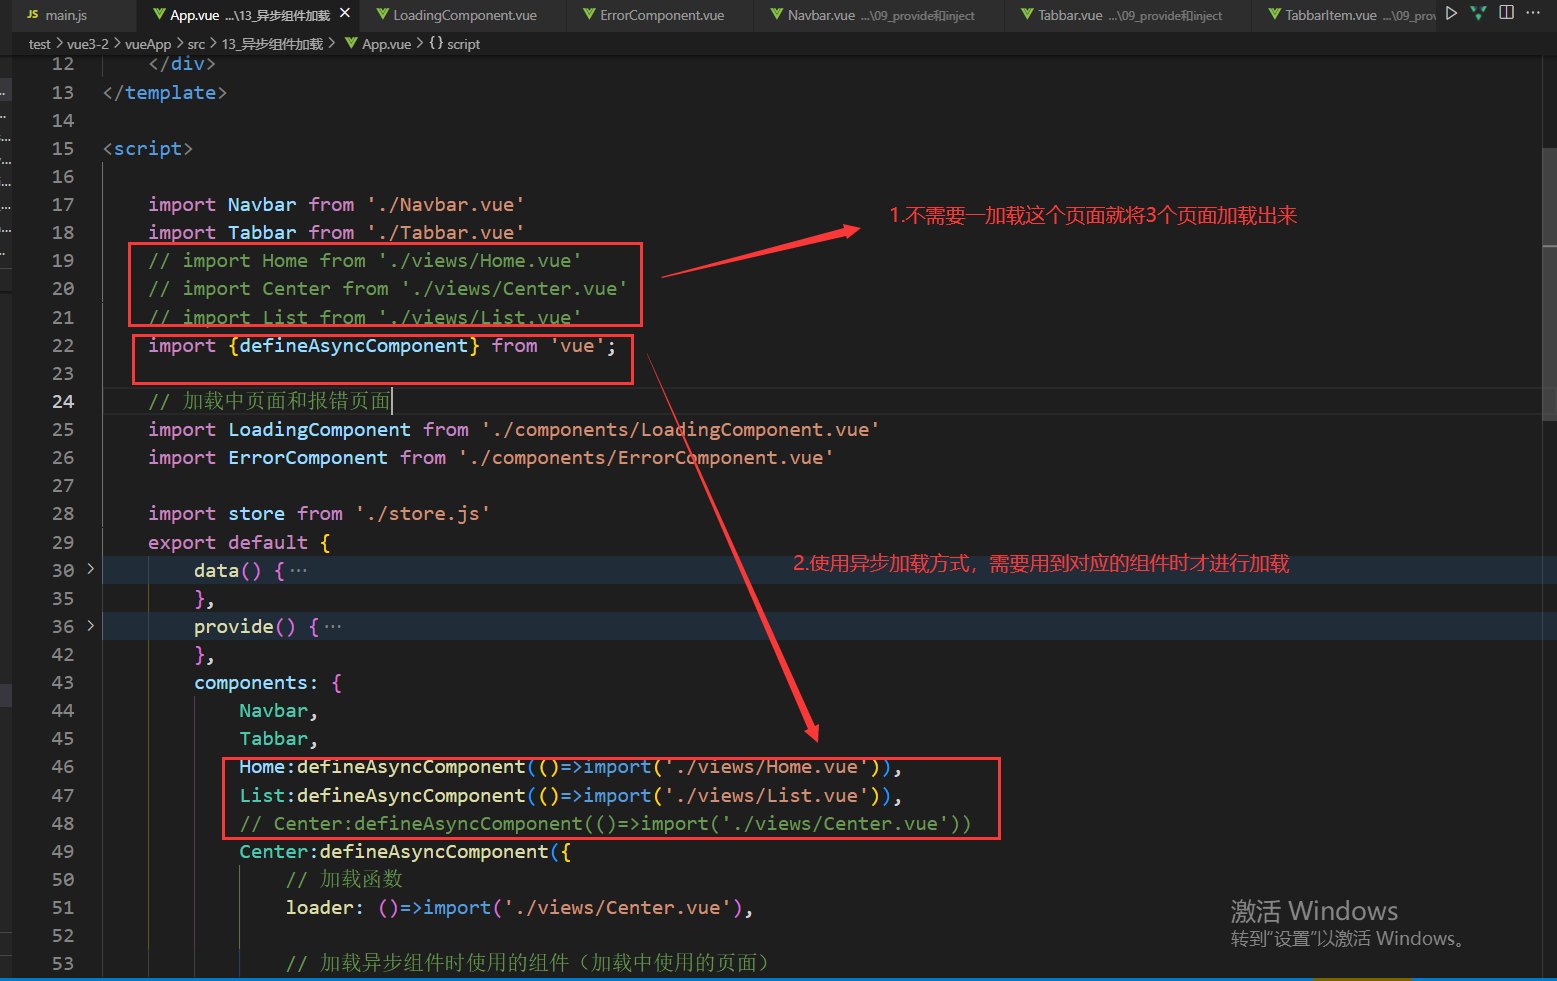 JS main.js
App.vue ...\13_异步组件加载
LoadingComponent.vue
ErrorComponent.vue
Navbar.vue ...\09_provide和inject
Tabbar.vue ...\09_provide和inject
TabbarItem.vue ...\09_prov
test > vue3-2 > vueApp > src > 13_异步组件加载 > App.vue > {} script
12 </div>
13 </template>
14
15 <script>
16
17 import Navbar from './Navbar.vue'
1.不需要一加载这个页面就将3个页面加载出来
18 import Tabbar from './Tabbar.vue'
19 // import Home from './views/Home.vue'
20 // import Center from './views/Center.vue'
21 // import List from './views/List.vue'
22 import {defineAsyncComponent} from 'vue';
23
24 // 加载中页面和报错页面
25 import LoadingComponent from './components/LoadingComponent.vue'
26 import ErrorComponent from './components/ErrorComponent.vue'
27
28 import store from './store.js'
29 export default {
2.使用异步加载方式，需要用到对应的组件时才进行加载
30 data() { ···
35 },
36 provide() { ···
42 },
43 components: {
44 Navbar,
45 Tabbar,
46 Home:defineAsyncComponent(()=>import('./views/Home.vue')),
47 List:defineAsyncComponent(()=>import('./views/List.vue')),
48 // Center:defineAsyncComponent(()=>import('./views/Center.vue'))
49 Center:defineAsyncComponent({
50 // 加载函数
51 loader: ()=>import('./views/Center.vue'),
52
53 // 加载异步组件时使用的组件（加载中使用的页面）
激活 Windows
转到“设置”以激活 Windows。